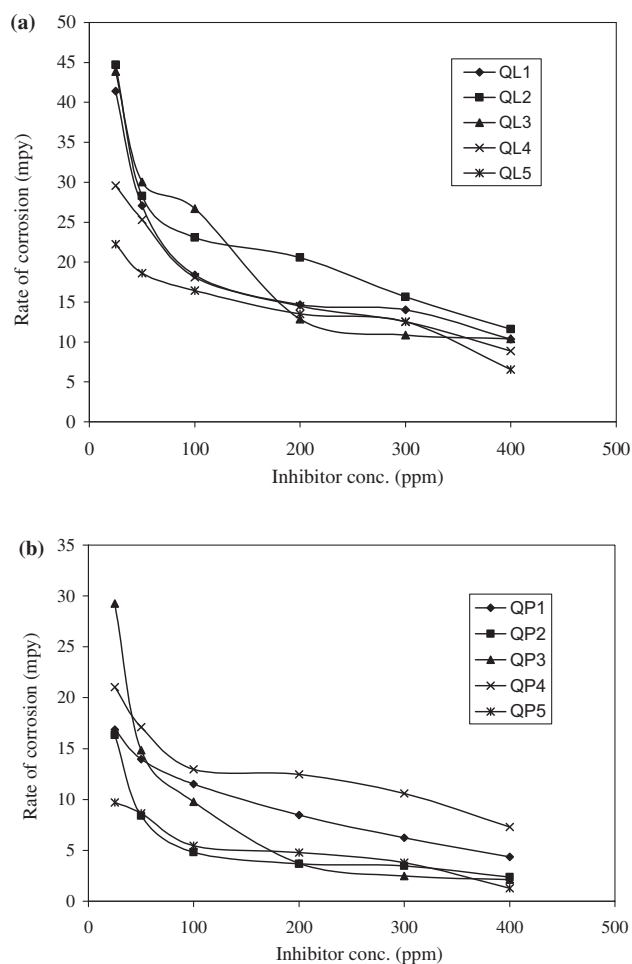 (a)
50
45
40
35
30
25
20
15
10
5
0
Rate of corrosion (mpy)
QL1
QL2
QL3
QL4
QL5
0 100 200 300 400 500
Inhibitor conc. (ppm)
(b)
35
30
25
20
15
10
5
0
Rate of corrosion (mpy)
QP1
QP2
QP3
QP4
QP5
0 100 200 300 400 500
Inhibitor conc. (ppm)